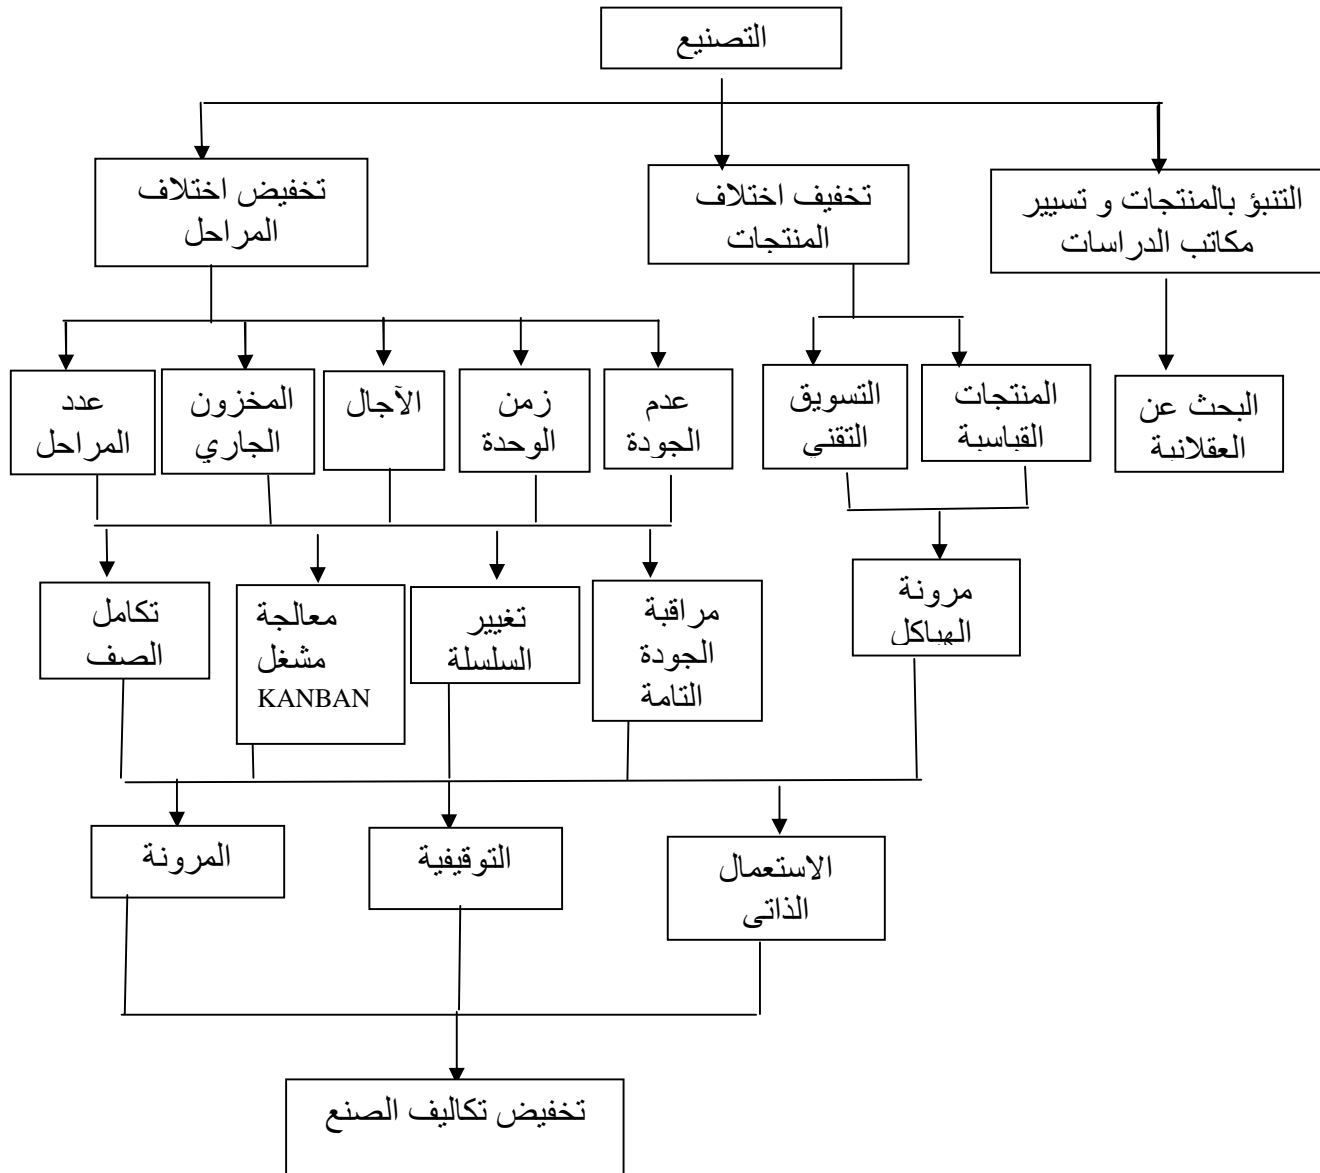 التصنيع
التنبؤ بالمنتجات و تسيير
مكاتب الدراسات
تخفيف اختلاف
المنتجات
تخفيض اختلاف
المراحل
البحث عن
العقلانية
المنتجات
القياسية
التسويق
التقني
عدم
الجودة
زمن
الوحدة
الآجال
المخزون
الجاري
عدد
المراحل
مرونة
الهياكل
مراقبة
الجودة
التامة
تغيير
السلسلة
معالجة
مشغل
KANBAN
تكامل
الصف
الاستعمال
الذاتي
التوقيفية
المرونة
تخفيض تكاليف الصنع